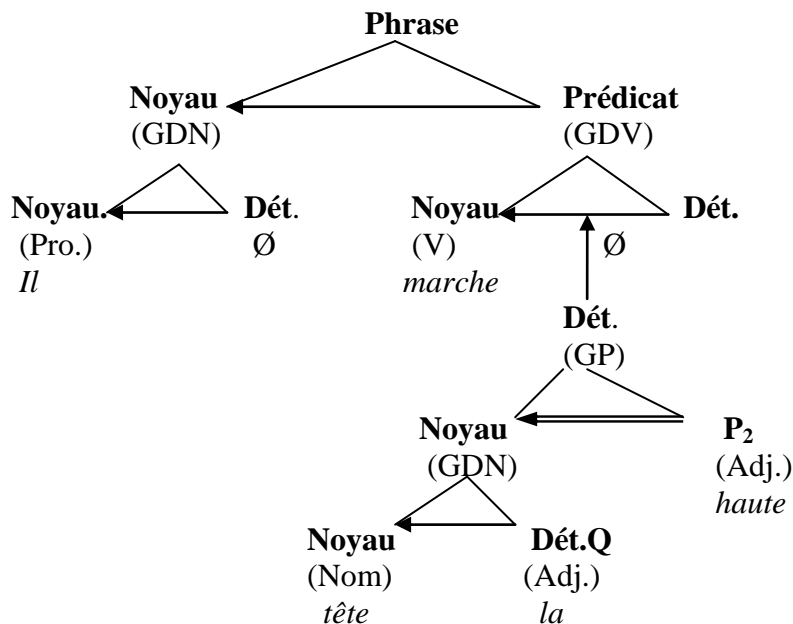 Phrase
Noyau Prédicat
(GDN) (GDV)
Noyau. Dét. Noyau Dét.
(Pro.) Ø (V) Ø
Il marche
Dét.
(GP)
Noyau P₂
(GDN) (Adj.)
haute
Noyau Dét.Q
(Nom) (Adj.)
tête la